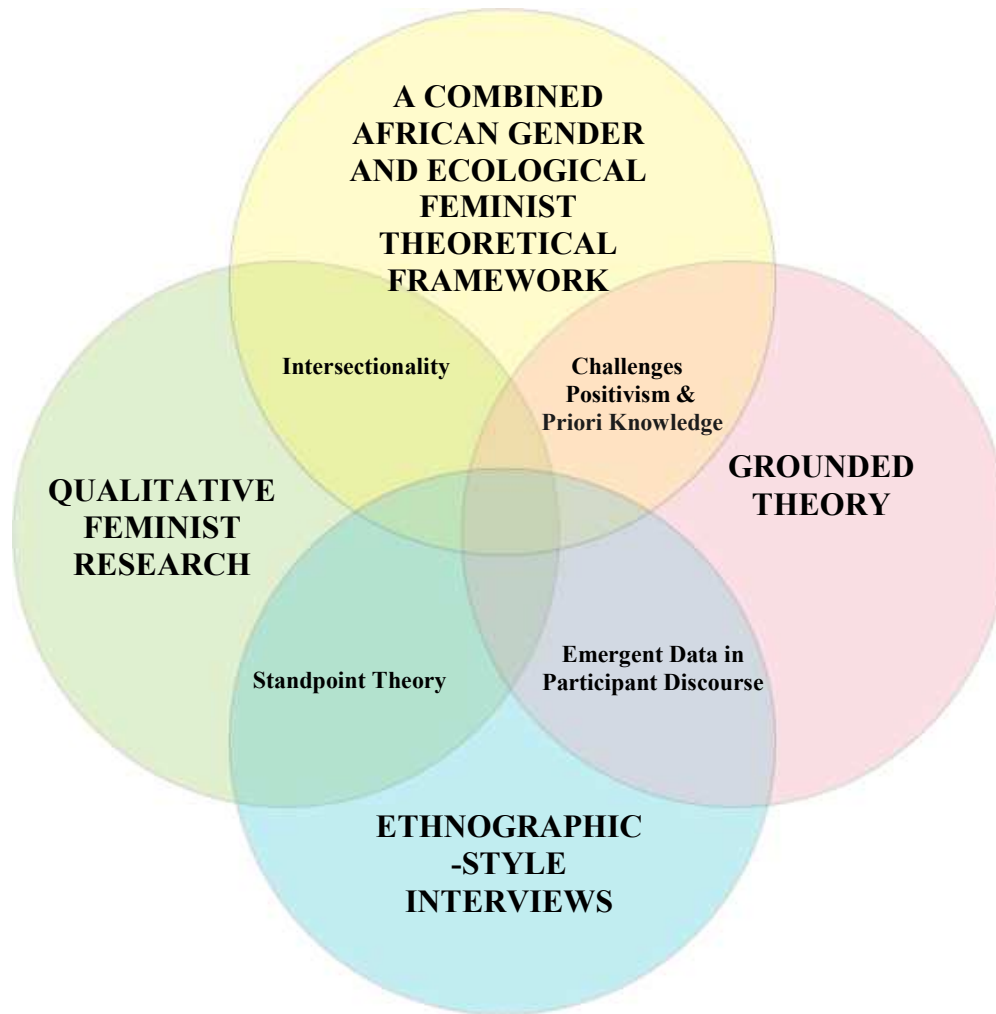 A COMBINED
AFRICAN GENDER
AND ECOLOGICAL
FEMINIST
THEORETICAL
FRAMEWORK
Intersectionality
Challenges
Positivism &
Priori Knowledge
QUALITATIVE
FEMINIST
RESEARCH
GROUNDED
THEORY
Standpoint Theory
Emergent Data in
Participant Discourse
ETHNOGRAPHIC
-STYLE
INTERVIEWS